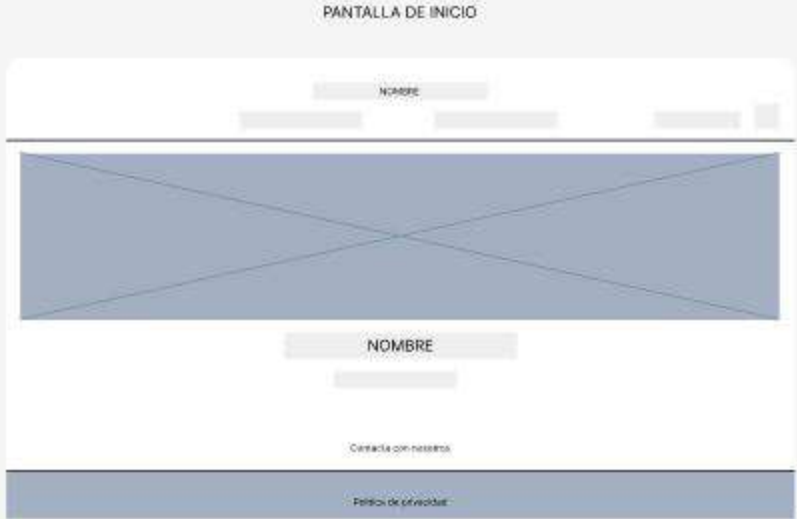 PANTALLA DE INICIO
NOMBRE
NOMBRE
Contacta con nosotros
Política de privacidad